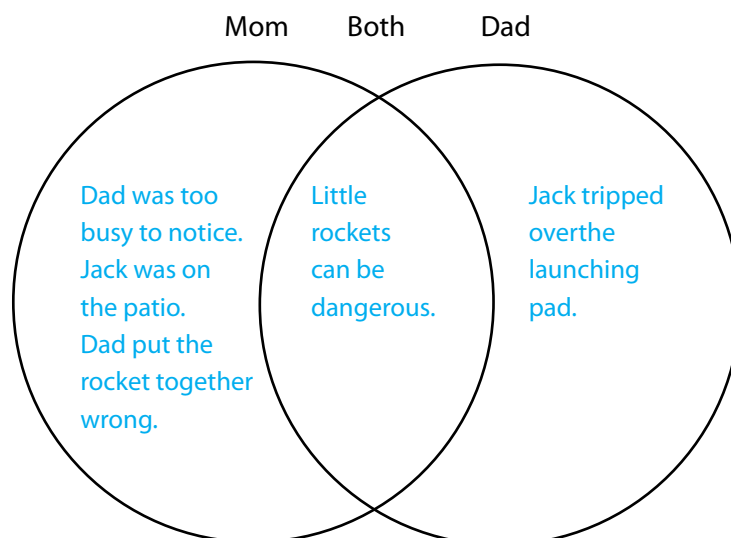 Mom Both Dad
Dad was too
busy to notice.
Jack was on
the patio.
Dad put the
rocket together
wrong.
Little
rockets
can be
dangerous.
Jack tripped
overthe
launching
pad.